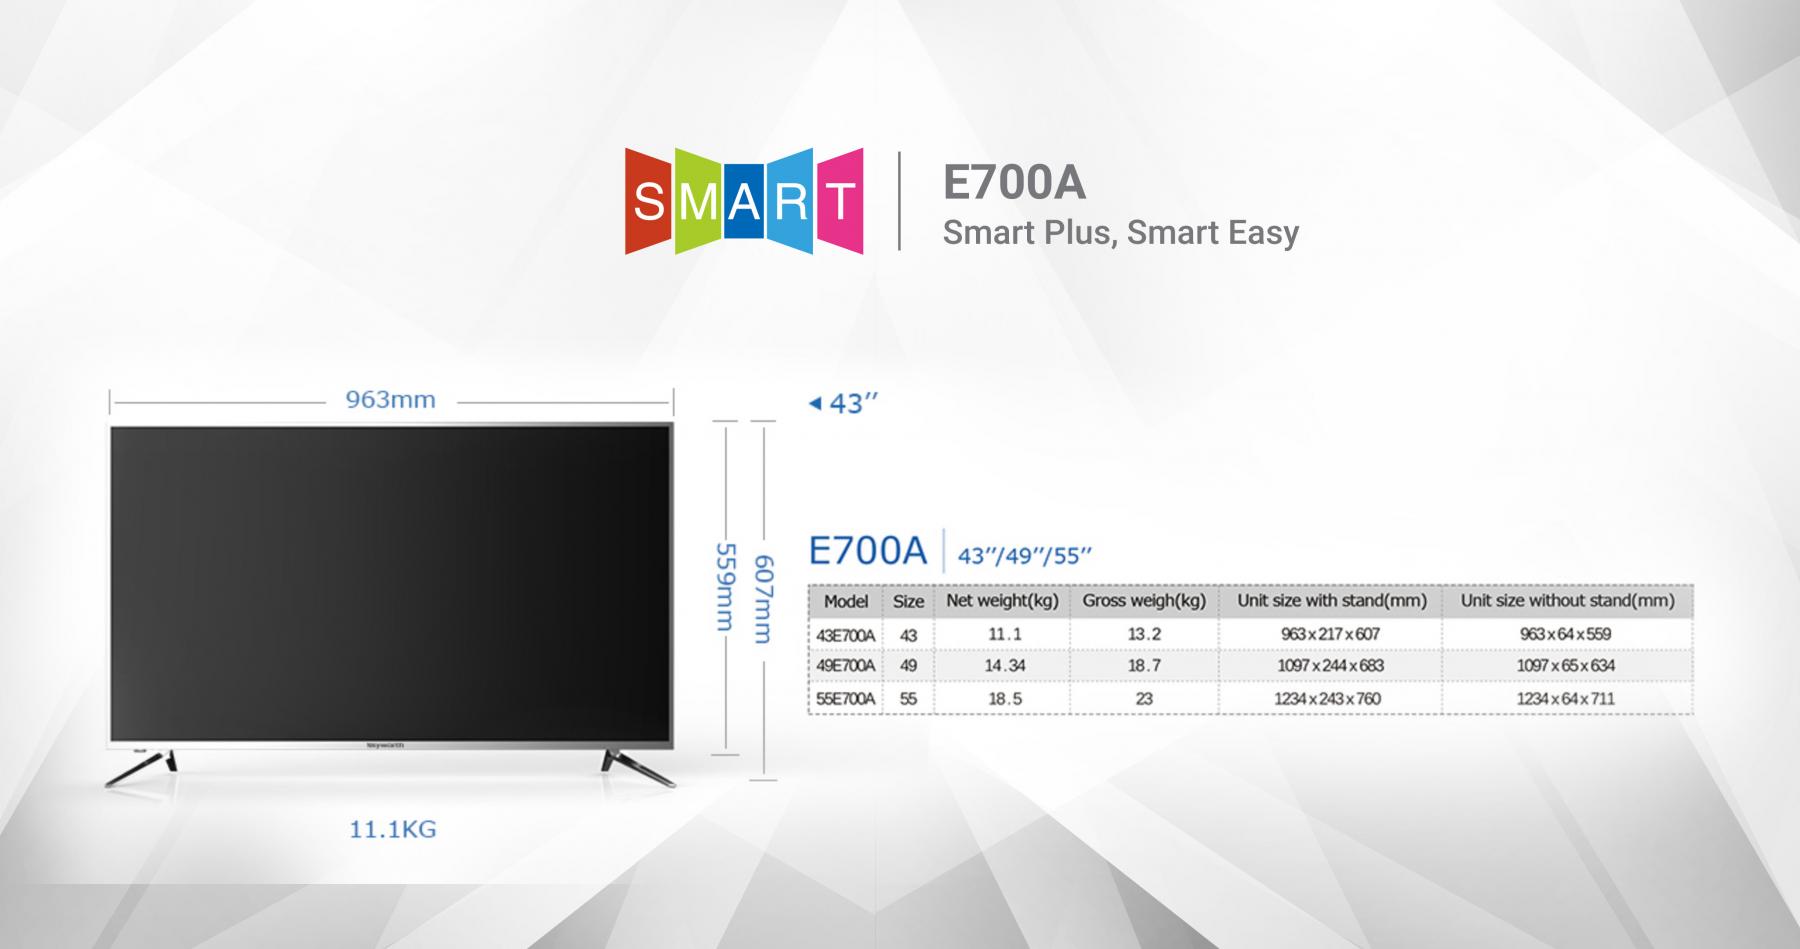 SMART
E700A
Smart Plus, Smart Easy
963mm
43''
559mm
607mm
E700A 43''/49''/55''
Model Size Net weight(kg) Gross weigh(kg) Unit size with stand(mm) Unit size without stand(mm)
43E700A 43 11.1 13.2 963x217x607 963x64x559
49E700A 49 14.34 18.7 1097x244x683 1097x65x634
55E700A 55 18.5 23 1234x243x760 1234x64x711
Skyworth
11.1KG